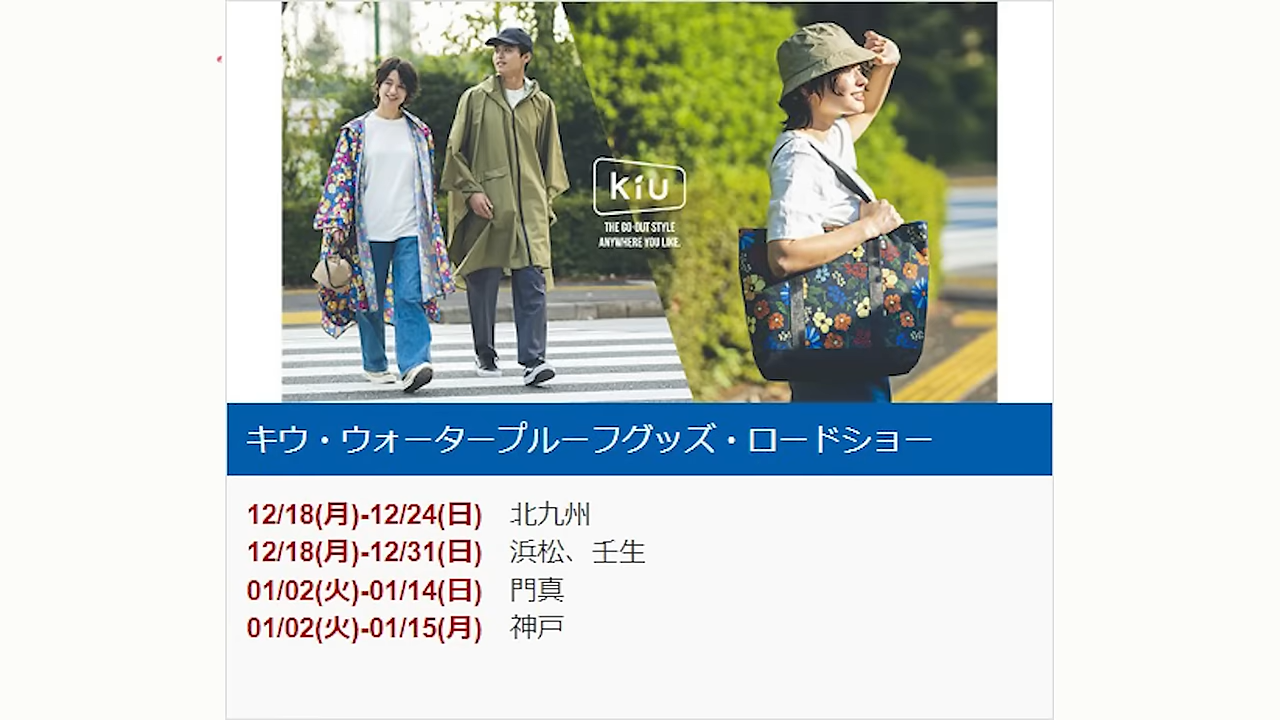 KiU
THE GO-OUT STYLE
ANYWHERE YOU LIKE.
キウ・ウォータープルーフグッズ・ロードショー
12/18(月)-12/24(日) 北九州
12/18(月)-12/31(日) 浜松、壬生
01/02(火)-01/14(日) 門真
01/02(火)-01/15(月) 神戸